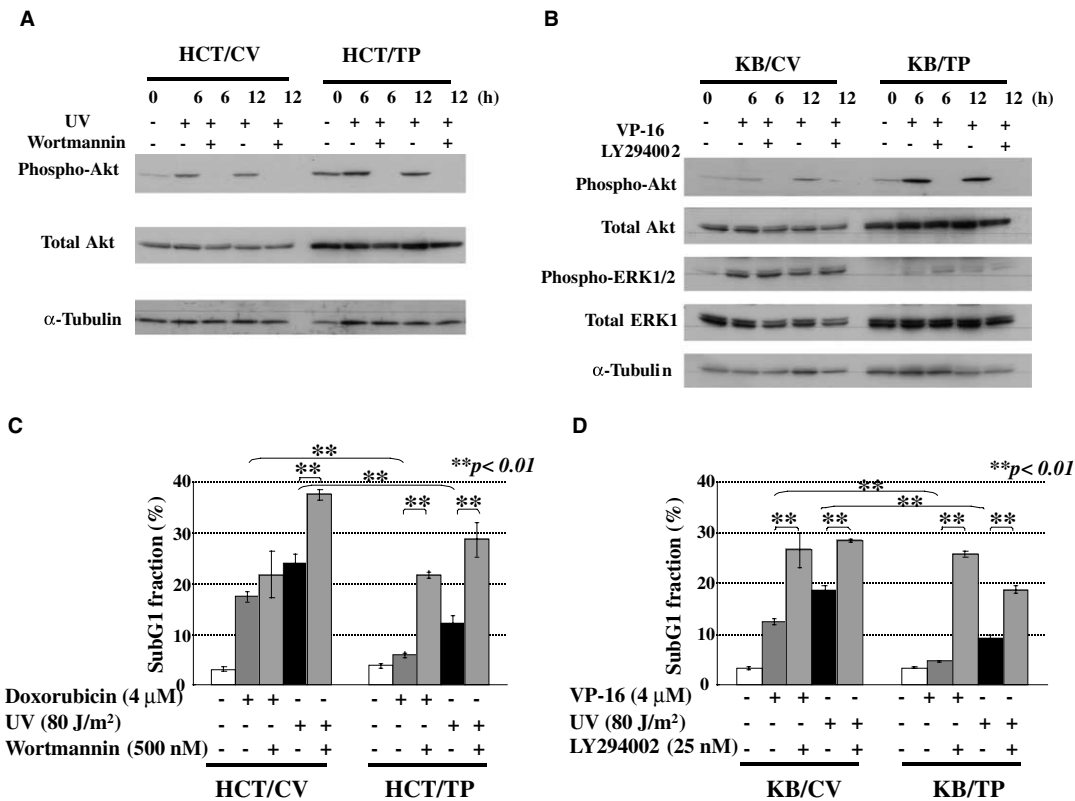 A
HCT/CV HCT/TP
0 6 6 12 12 0 6 6 12 12 (h)
UV - + + + + - + + + +
Wortmannin - - + - + - - + - +
Phospho-Akt
Total Akt
α-Tubulin
B
KB/CV KB/TP
0 6 6 12 12 0 6 6 12 12 (h)
VP-16 - + + + + - + + + +
LY294002 - - + - + - - + - +
Phospho-Akt
Total Akt
Phospho-ERK1/2
Total ERK1
α-Tubulin
C
**
**p< 0.01
**
**
**
**
SubG1 fraction (%)
40
30
20
10
0
Doxorubicin (4 μM) - + + - - - + + - -
UV (80 J/m²) - - - + + - - - + +
Wortmannin (500 nM) - - + - + - - + - +
HCT/CV HCT/TP
D
**p< 0.01
**
**
** ** ** **
SubG1 fraction (%)
40
30
20
10
0
VP-16 (4 μM) - + + - - - + + - -
UV (80 J/m²) - - - + + - - - + +
LY294002 (25 nM) - - + - + - - + - +
KB/CV KB/TP